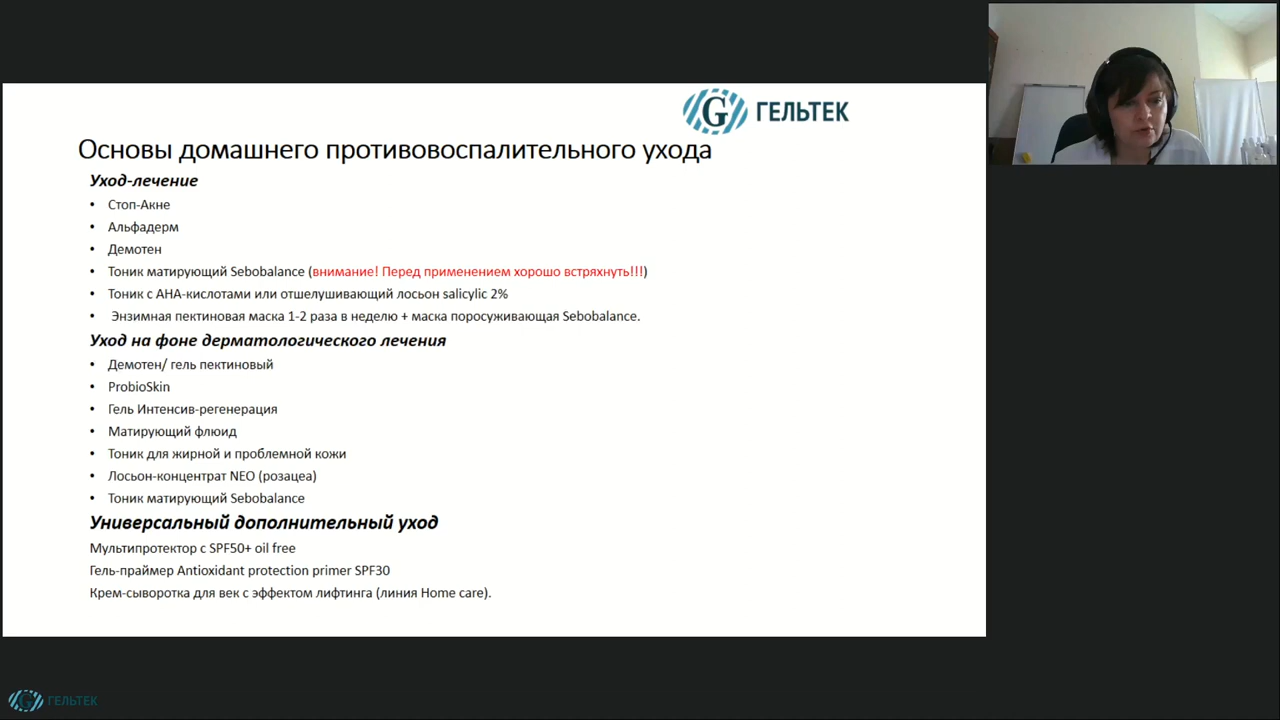 ГЕЛЬТЕК
Основы домашнего противовоспалительного ухода
Уход-лечение
• Стоп-Акне
• Альфадерм
• Демотен
• Тоник матирующий Sebobalance (внимание! Перед применением хорошо встряхнуть!!!)
• Тоник с АНА-кислотами или отшелушивающий лосьон salicylic 2%
• Энзимная пектиновая маска 1-2 раза в неделю + маска поросуживающая Sebobalance.
Уход на фоне дерматологического лечения
• Демотен/ гель пектиновый
• ProbioSkin
• Гель Интенсив-регенерация
• Матирующий флюид
• Тоник для жирной и проблемной кожи
• Лосьон-концентрат NEO (розацеа)
• Тоник матирующий Sebobalance
Универсальный дополнительный уход
Мультипротектор с SPF50+ oil free
Гель-праймер Antioxidant protection primer SPF30
Крем-сыворотка для век с эффектом лифтинга (линия Home care).
ГЕЛЬТЕК